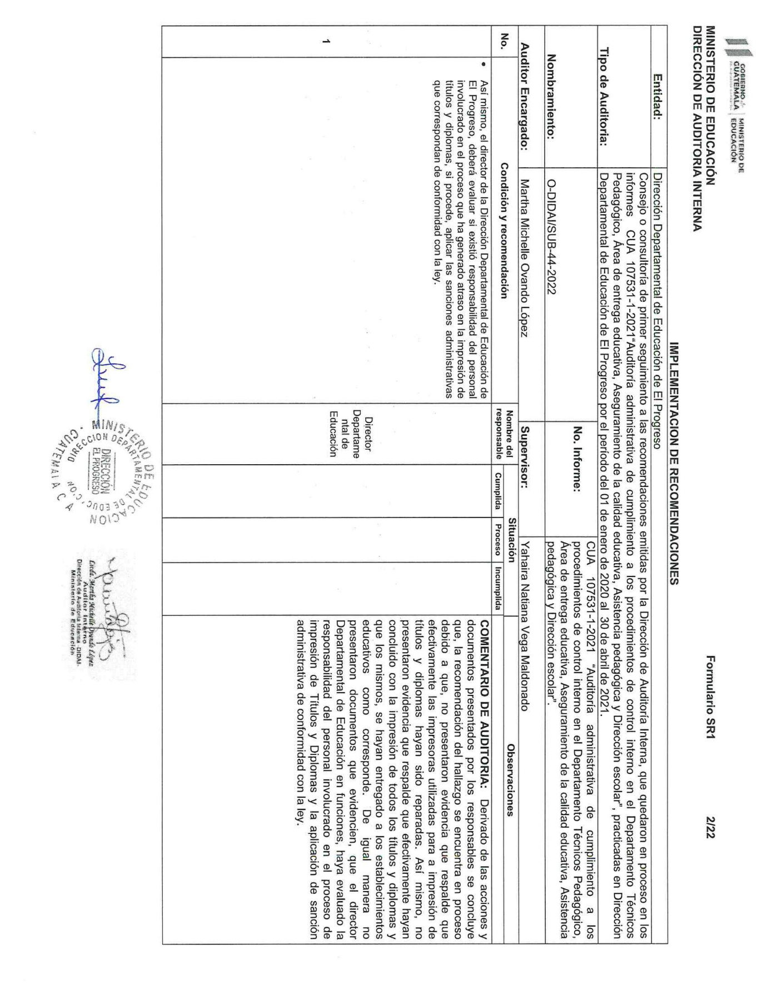 GOBIERNO de
GUATEMALA
MINISTERIO DE
EDUCACIÓN
MINISTERIO DE EDUCACIÓN
DIRECCIÓN DE AUDITORIA INTERNA
Formulario SR1
2/22
IMPLEMENTACION DE RECOMENDACIONES
Entidad:
Dirección Departamental de Educación de El Progreso
Tipo de Auditoria:
Consejo o consultoría de primer seguimiento a las recomendaciones emitidas por la Dirección de Auditoría Interna, que quedaron en proceso en los
informes CUA 107531-1-2021“Auditoría administrativa de cumplimiento a los procedimientos de control interno en el Departamento Técnicos
Pedagógico, Área de entrega educativa, Aseguramiento de la calidad educativa, Asistencia pedagógica y Dirección escolar”, practicadas en Dirección
Departamental de Educación de El Progreso por el período del 01 de enero de 2020 al 30 de abril de 2021.
Nombramiento:
O-DIDAI/SUB-44-2022
No. Informe:
CUA 107531-1-2021 “Auditoría administrativa de cumplimiento a los
procedimientos de control interno en el Departamento Técnicos Pedagógico,
Área de entrega educativa, Aseguramiento de la calidad educativa, Asistencia
pedagógica y Dirección escolar”.
Auditor Encargado:
Martha Michelle Ovando López
Supervisor:
Yahaira Natiana Vega Maldonado
No.
Condición y recomendación
Nombre del
responsable
Situación
Cumplida
Proceso
Incumplida
Observaciones
1
• Así mismo, el director de la Dirección Departamental de Educación de
El Progreso, deberá evaluar si existió responsabilidad del personal
involucrado en el proceso que ha generado atraso en la impresión de
títulos y diplomas, si procede, aplicar las sanciones administrativas
que correspondan de conformidad con la ley.
Director
Departame
ntal de
Educación
COMENTARIO DE AUDITORIA: Derivado de las acciones y
documentos presentados por los responsables se concluye
que, la recomendación del hallazgo se encuentra en proceso
debido a que, no presentaron evidencia que respalde que
efectivamente las impresoras utilizadas para a impresión de
títulos y diplomas hayan sido reparadas. Así mismo, no
presentaron evidencia que respalde que efectivamente hayan
concluido con la impresión de todos los títulos y diplomas y
que los mismos, se hayan entregado a los establecimientos
educativos como corresponde. De igual manera no
presentaron documentos que evidencien, que el director
Departamental de Educación en funciones, haya evaluado la
responsabilidad del personal involucrado en el proceso de
impresión de Títulos y Diplomas y la aplicación de sanción
administrativa de conformidad con la ley.
MINISTERIO DE EDUCACION
DIRECCION DEPARTAMENTAL DE EDUC.
DIRECCIÓN
EL PROGRESO
GUATEMALA C A
Licda. Martha Michelle Ovando López
Auditor Interno
Dirección de Auditoría Interna -DIDAI-
Ministerio de Educación